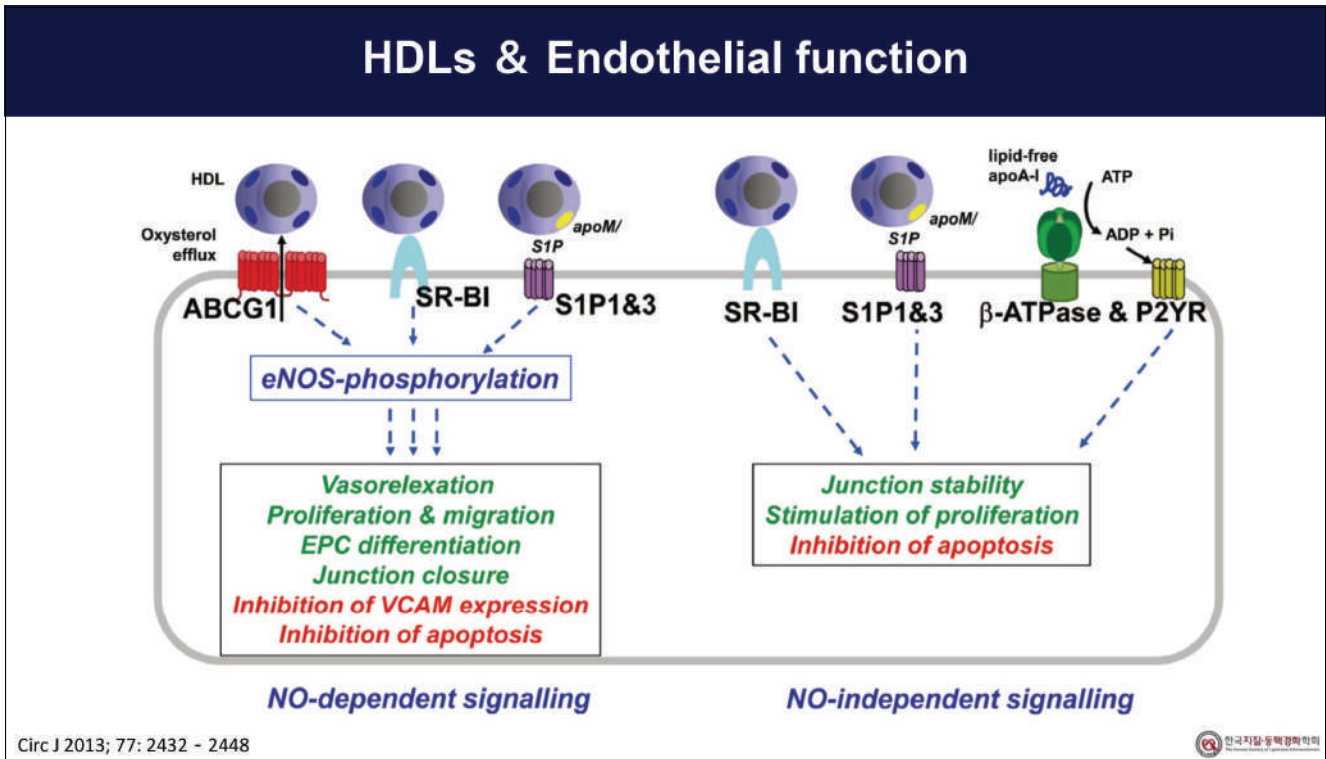 HDLs & Endothelial function
HDL
Oxysterol
efflux
ABCG1
SR-BI
apoM/
S1P
S1P1&3
SR-BI
apoM/
S1P
S1P1&3
lipid-free
apoA-I
ATP
ADP + Pi
β-ATPase & P2YR
eNOS-phosphorylation
Vasorelexation
Proliferation & migration
EPC differentiation
Junction closure
Inhibition of VCAM expression
Inhibition of apoptosis
Junction stability
Stimulation of proliferation
Inhibition of apoptosis
NO-dependent signalling
NO-independent signalling
Circ J 2013; 77: 2432 - 2448
한국지질·동맥경화학회